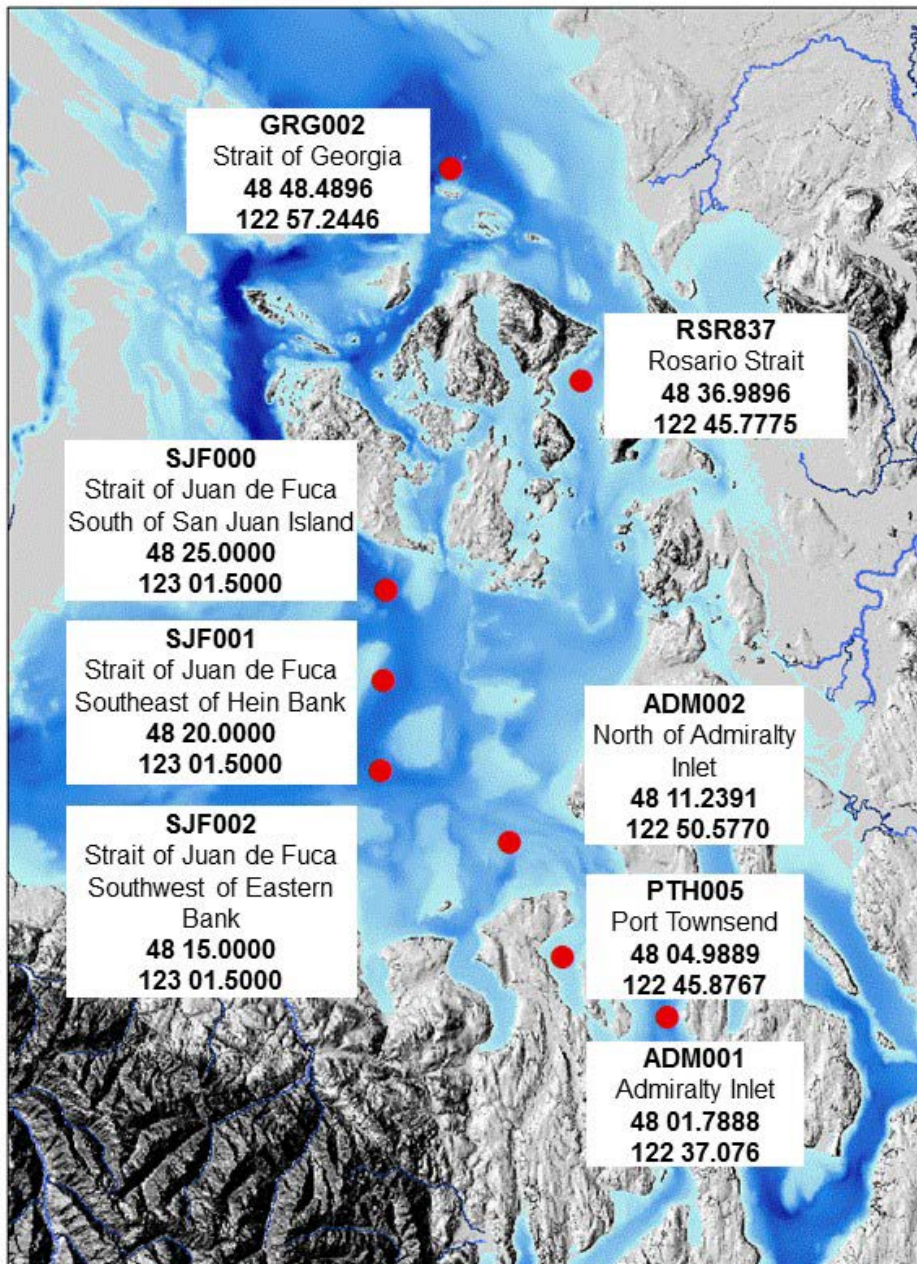 GRG002
Strait of Georgia
48 48.4896
122 57.2446
RSR837
Rosario Strait
48 36.9896
122 45.7775
SJF000
Strait of Juan de Fuca
South of San Juan Island
48 25.0000
123 01.5000
SJF001
Strait of Juan de Fuca
Southeast of Hein Bank
48 20.0000
123 01.5000
SJF002
Strait of Juan de Fuca
Southwest of Eastern
Bank
48 15.0000
123 01.5000
ADM002
North of Admiralty
Inlet
48 11.2391
122 50.5770
PTH005
Port Townsend
48 04.9889
122 45.8767
ADM001
Admiralty Inlet
48 01.7888
122 37.076